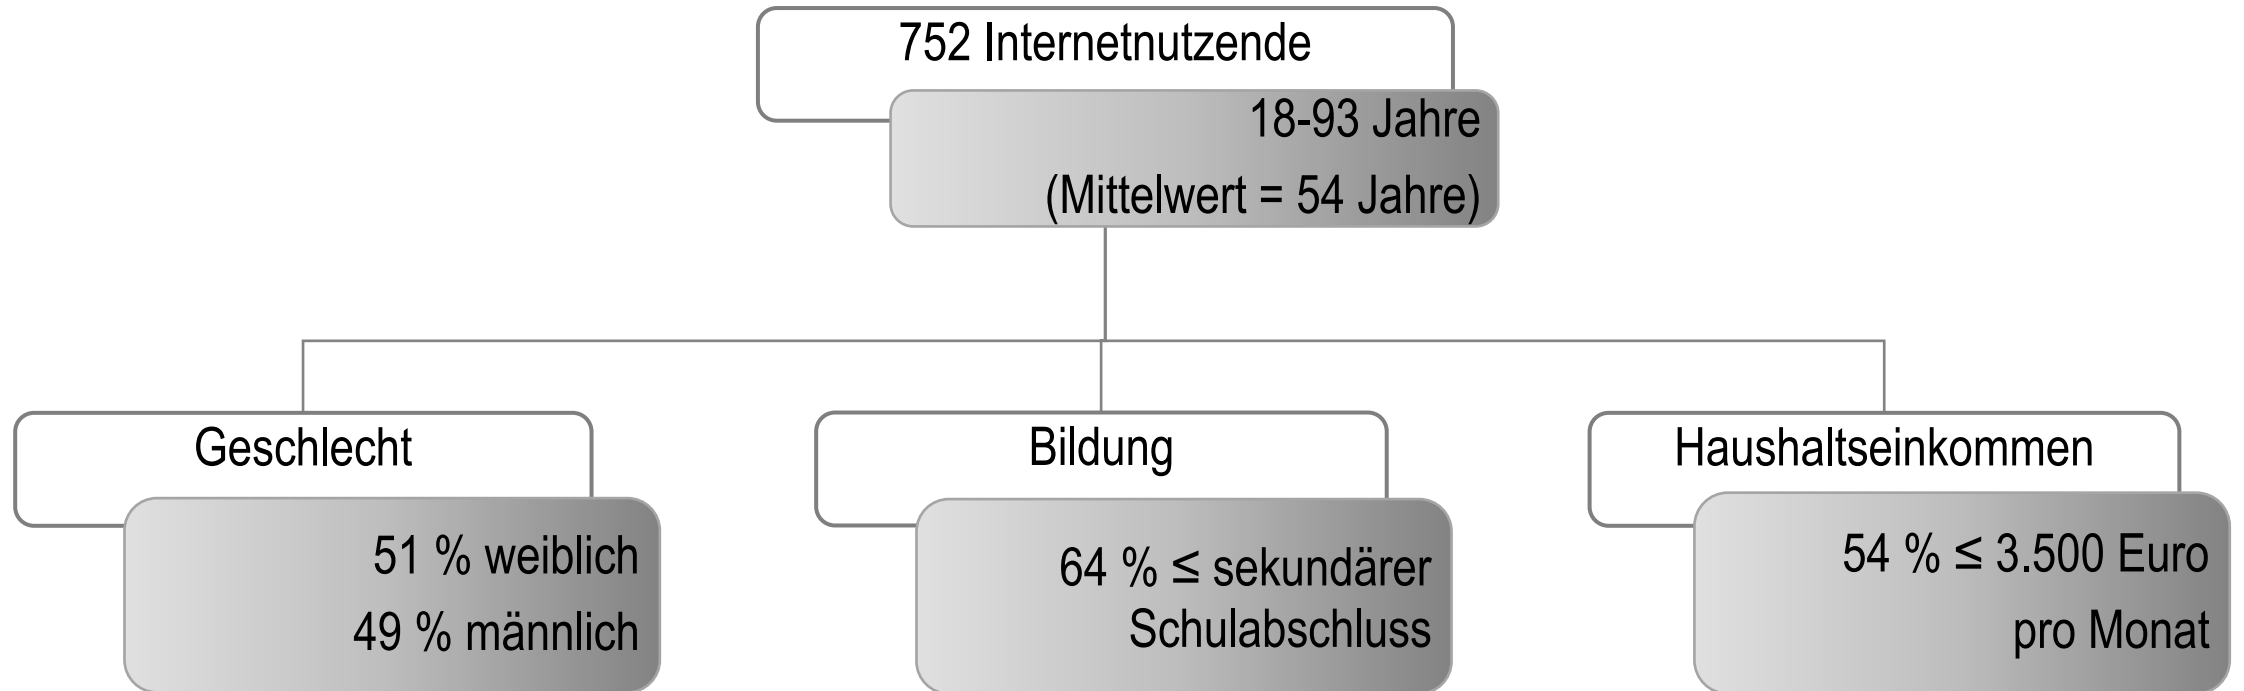 752 Internetnutzende
18-93 Jahre
(Mittelwert = 54 Jahre)
Geschlecht
51 % weiblich
49 % männlich
Bildung
64 % ≤ sekundärer
Schulabschluss
Haushaltseinkommen
54 % ≤ 3.500 Euro
pro Monat